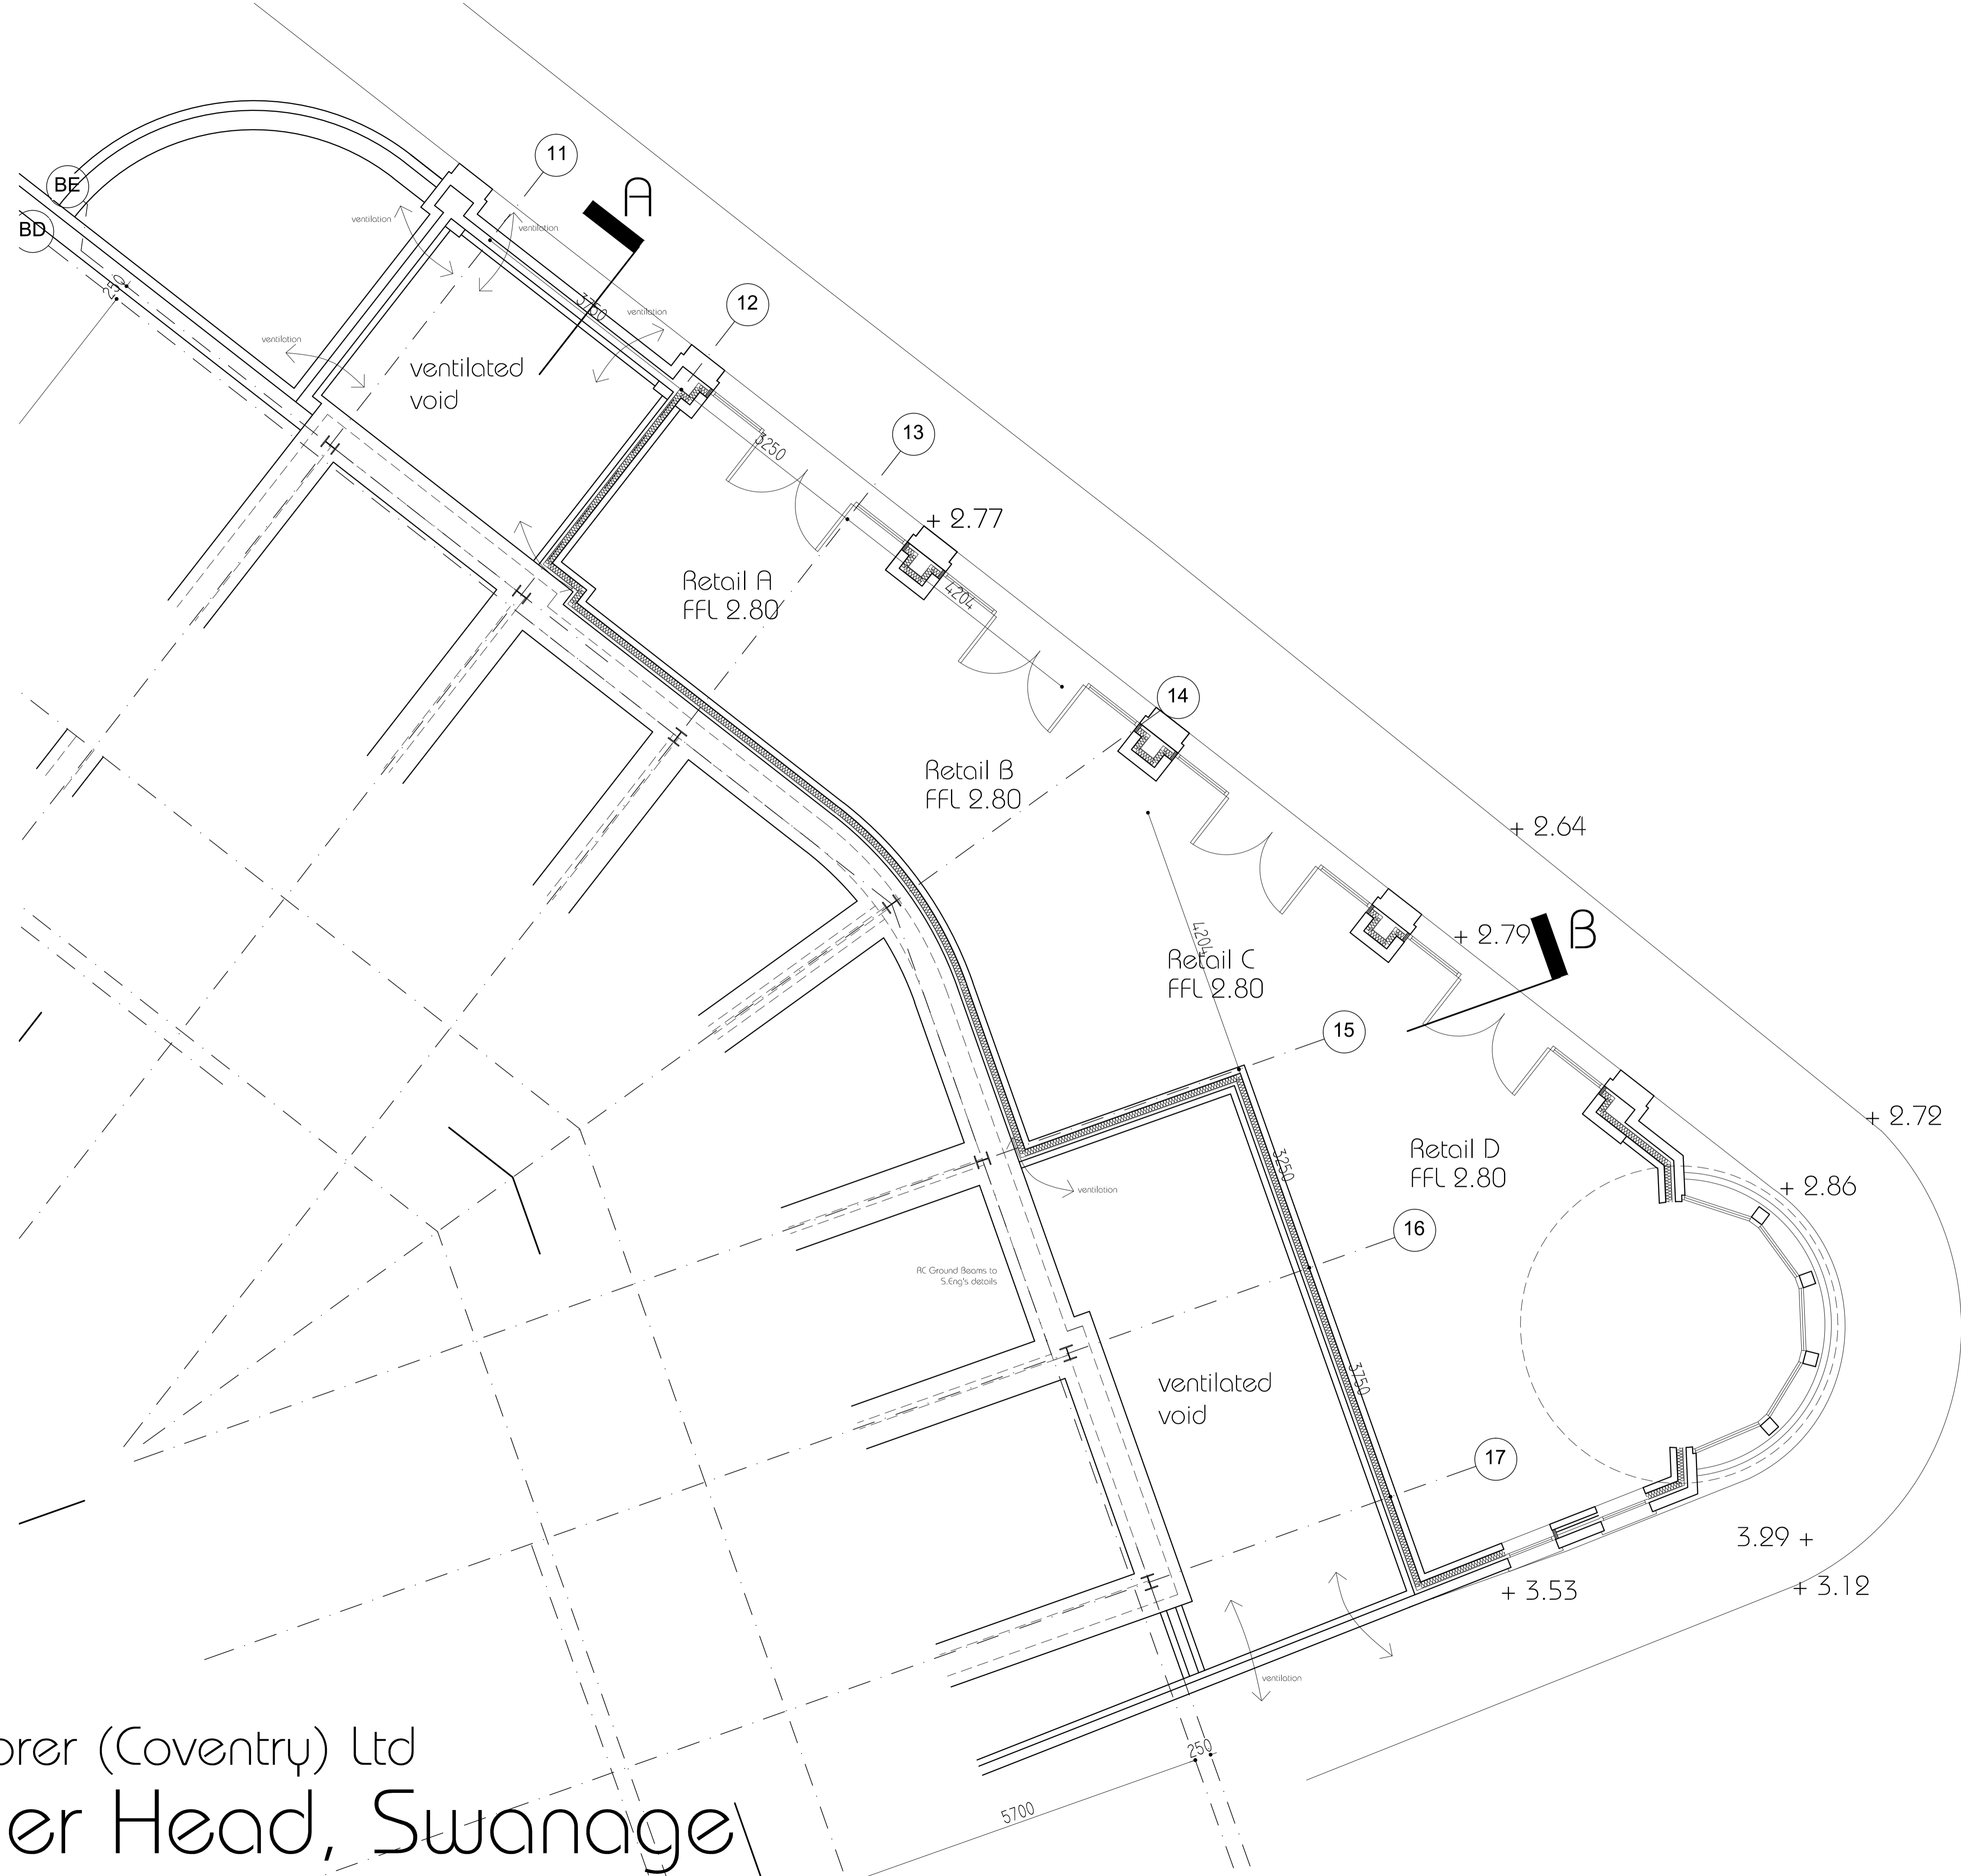 11
BE
A
BD
ventilation
ventilation
250
3750
12
ventilation
ventilation
ventilated
void
13
3250
+ 2.77
Retail A
FFL 2.80
4204
14
Retail B
FFL 2.80
+ 2.64
+ 2.79
B
4204
Retail C
FFL 2.80
15
+ 2.72
Retail D
FFL 2.80
3250
ventilation
+ 2.86
16
RC Ground Beams to
S.Eng's details
ventilated
void
3750
17
3.29 +
+ 3.53
+ 3.12
ventilation
orer (Coventry) Ltd
250
5700
er Head, Swanage